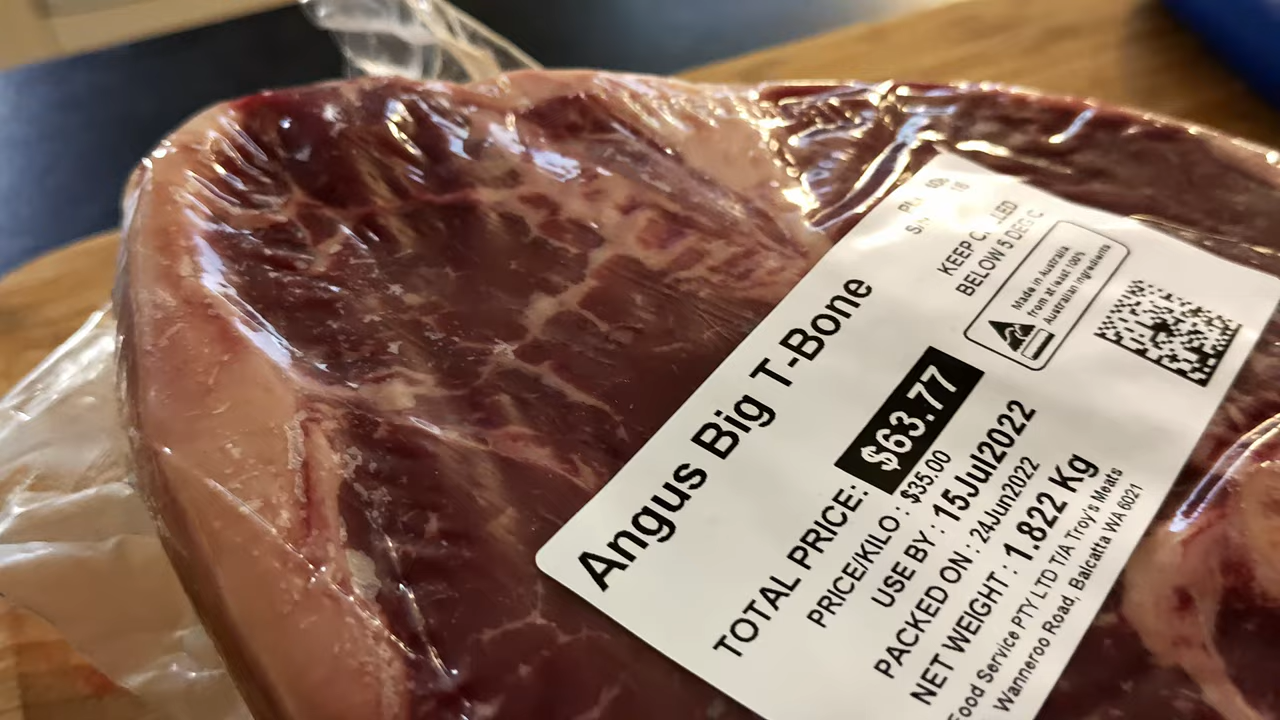 KEEP
BELOW 5 DEG C
Made in Australia
from at least 100%
Australian ingredients
Angus Big T-Bone
TOTAL PRICE: $63.77
PRICE/KILO : $35.00
USE BY : 15Jul2022
PACKED ON : 24Jun2022
NET WEIGHT : 1.822 Kg
Food Service PTY LTD T/A Troy's Meats
Wanneroo Road, Balcatta WA 6021